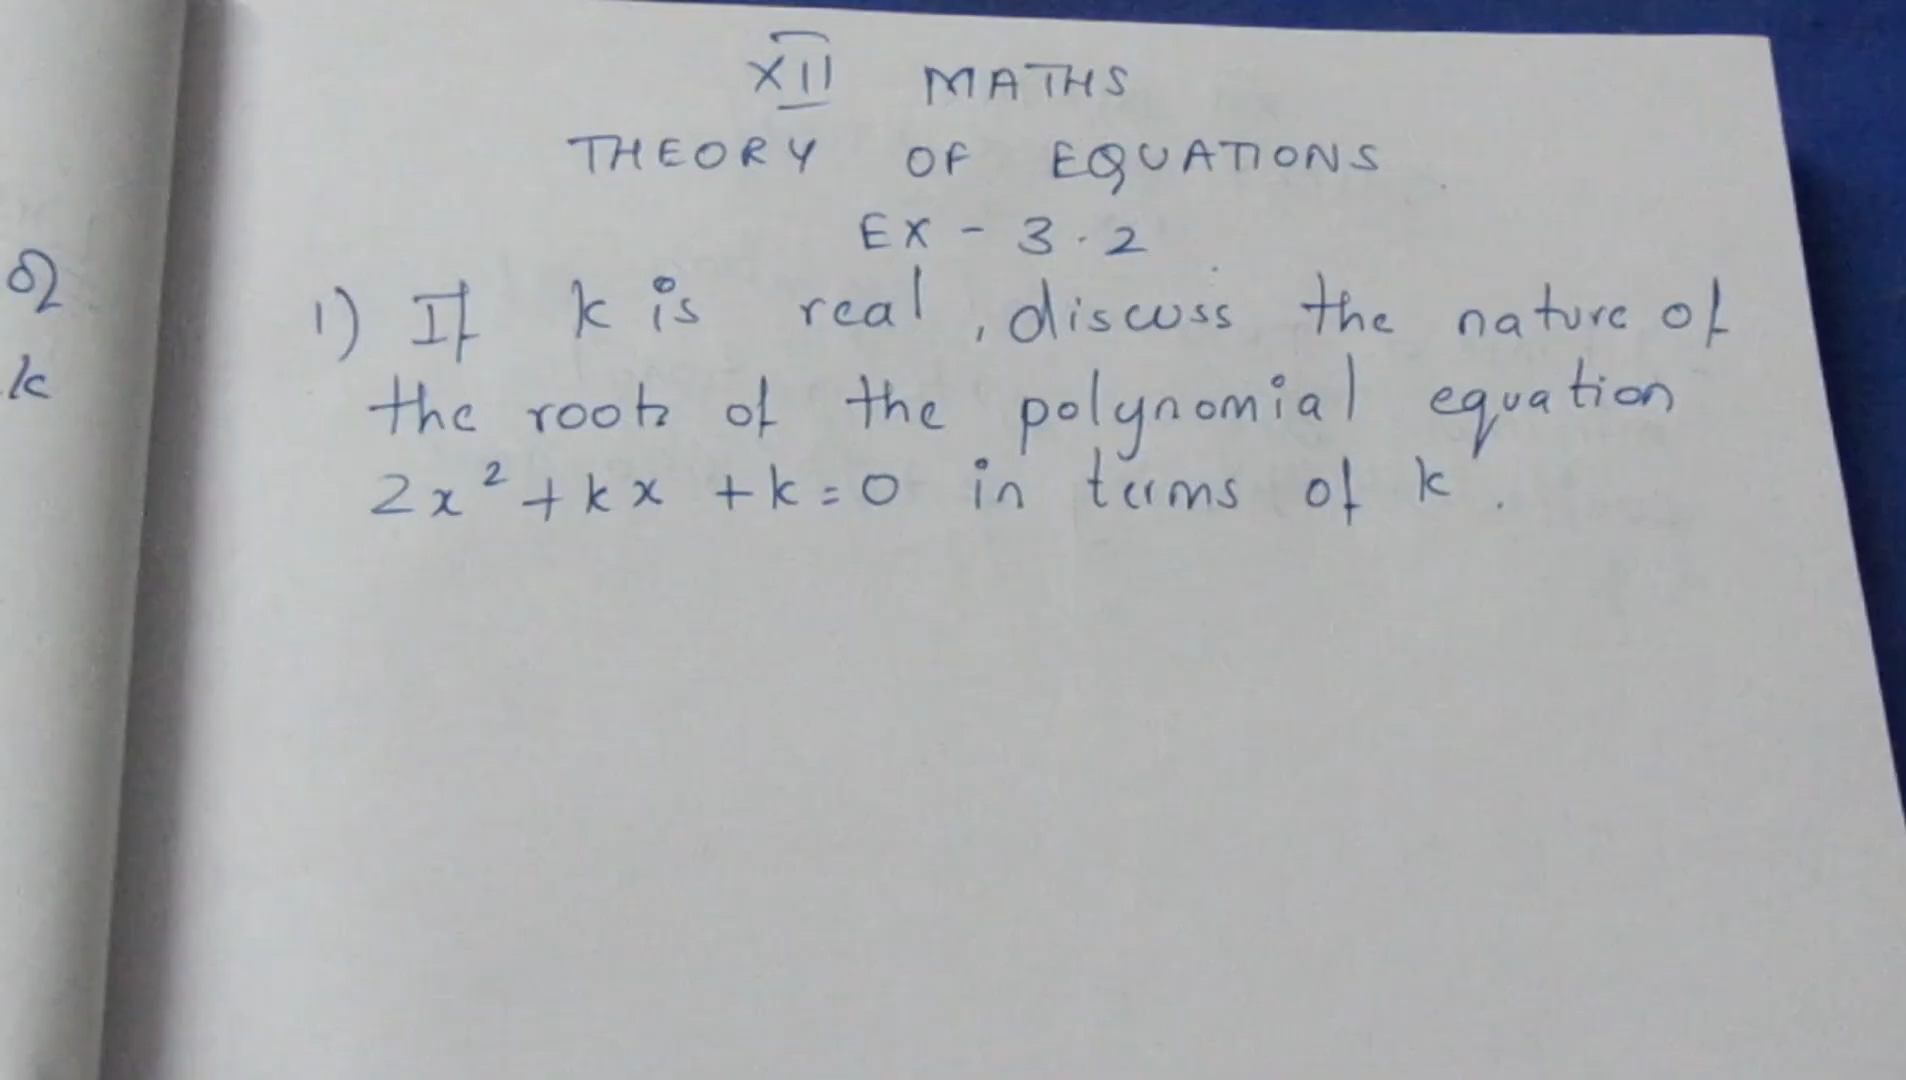 XII MATHS
THEORY OF EQUATIONS
EX - 3.2
1) If k is real, discuss the nature of
the roots of the polynomial equation
2x² + kx + k = 0 in terms of k.
k